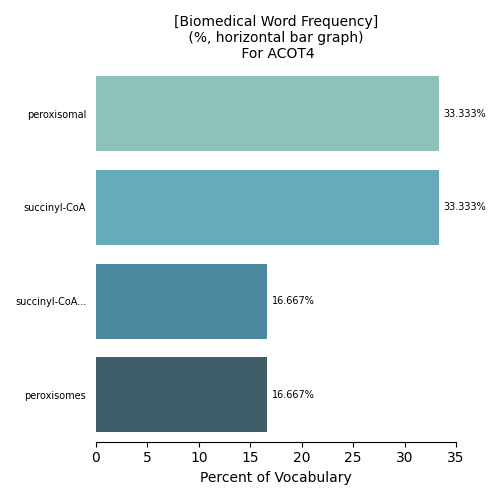 [Biomedical Word Frequency]
(%, horizontal bar graph)
For ACOT4
peroxisomal
33.333%
succinyl-CoA
33.333%
succinyl-CoA...
16.667%
peroxisomes
16.667%
0 5 10 15 20 25 30 35
Percent of Vocabulary